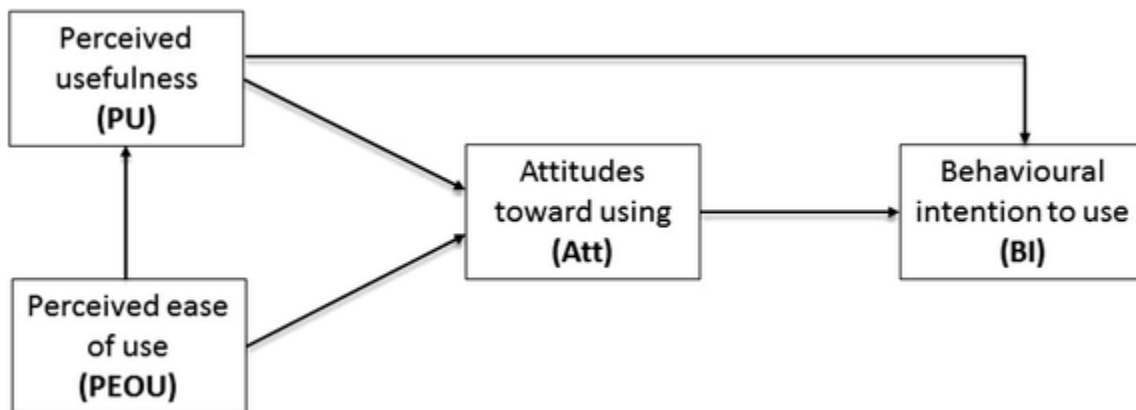 Perceived
usefulness
(PU)
Attitudes
toward using
(Att)
Behavioural
intention to use
(BI)
Perceived ease
of use
(PEOU)